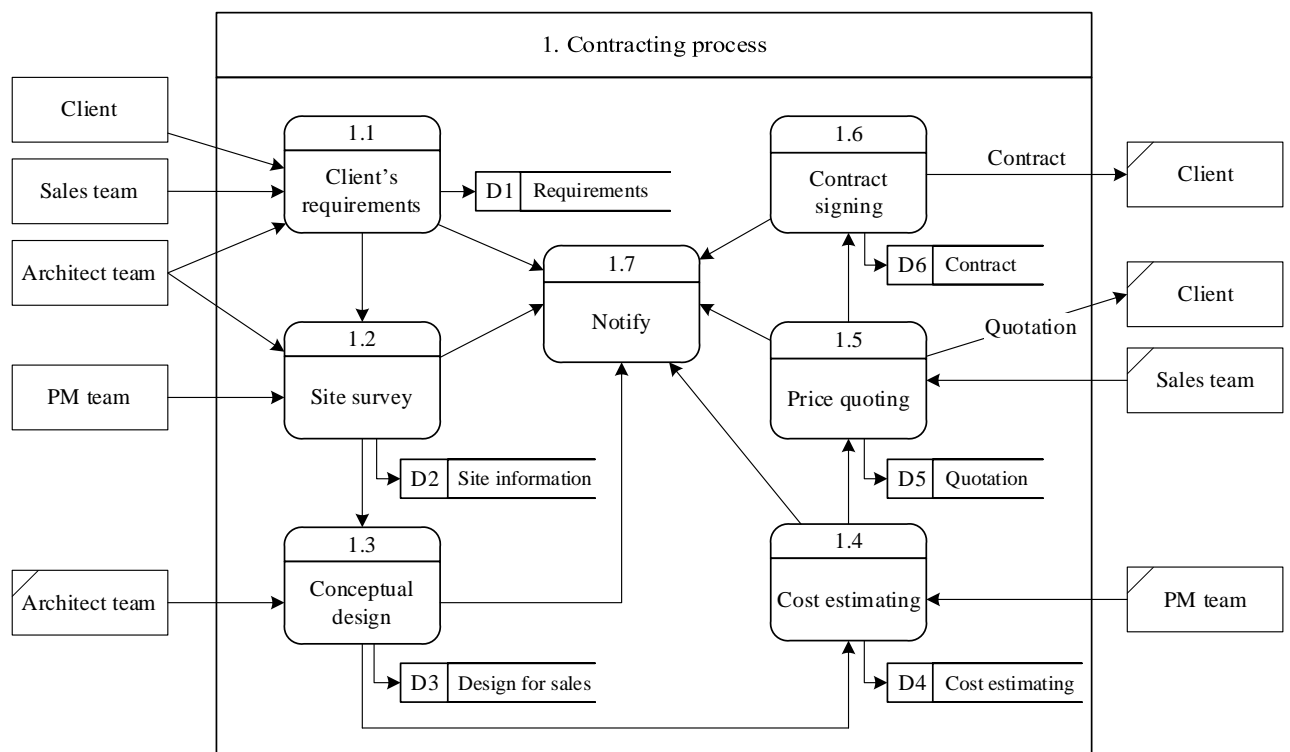 1. Contracting process
Client
Sales team
Architect team
PM team
Architect team
1.1
Client’s
requirements
D1 Requirements
1.2
Site survey
D2 Site information
1.3
Conceptual
design
D3 Design for sales
1.7
Notify
1.6
Contract
signing
D6 Contract
1.5
Price quoting
D5 Quotation
1.4
Cost estimating
D4 Cost estimating
Contract
Client
Quotation
Client
Sales team
PM team